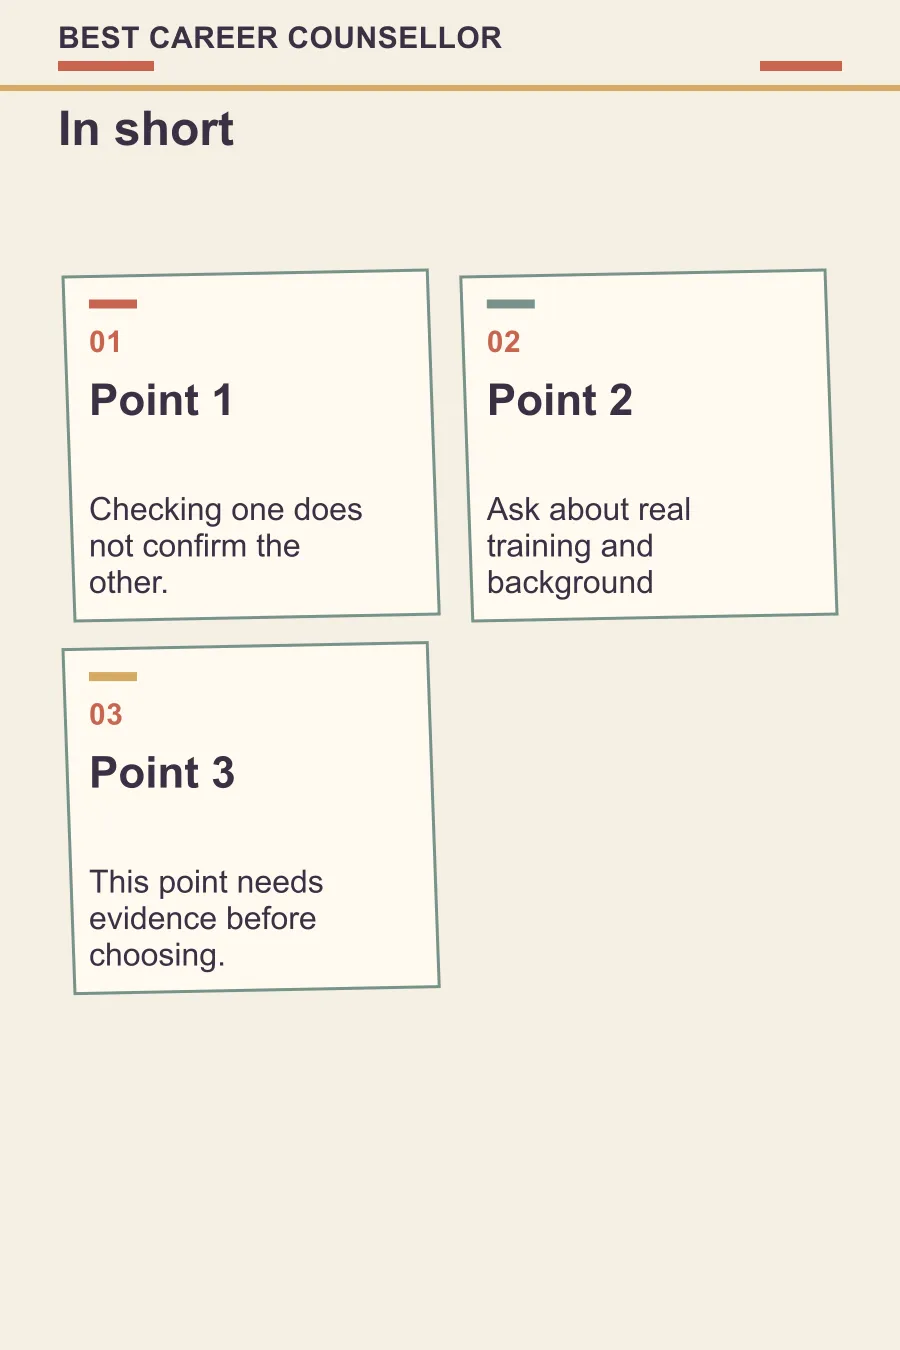 BEST CAREER COUNSELLOR
In short
01
Point 1
Checking one does
not confirm the
other.
02
Point 2
Ask about real
training and
background
03
Point 3
This point needs
evidence before
choosing.